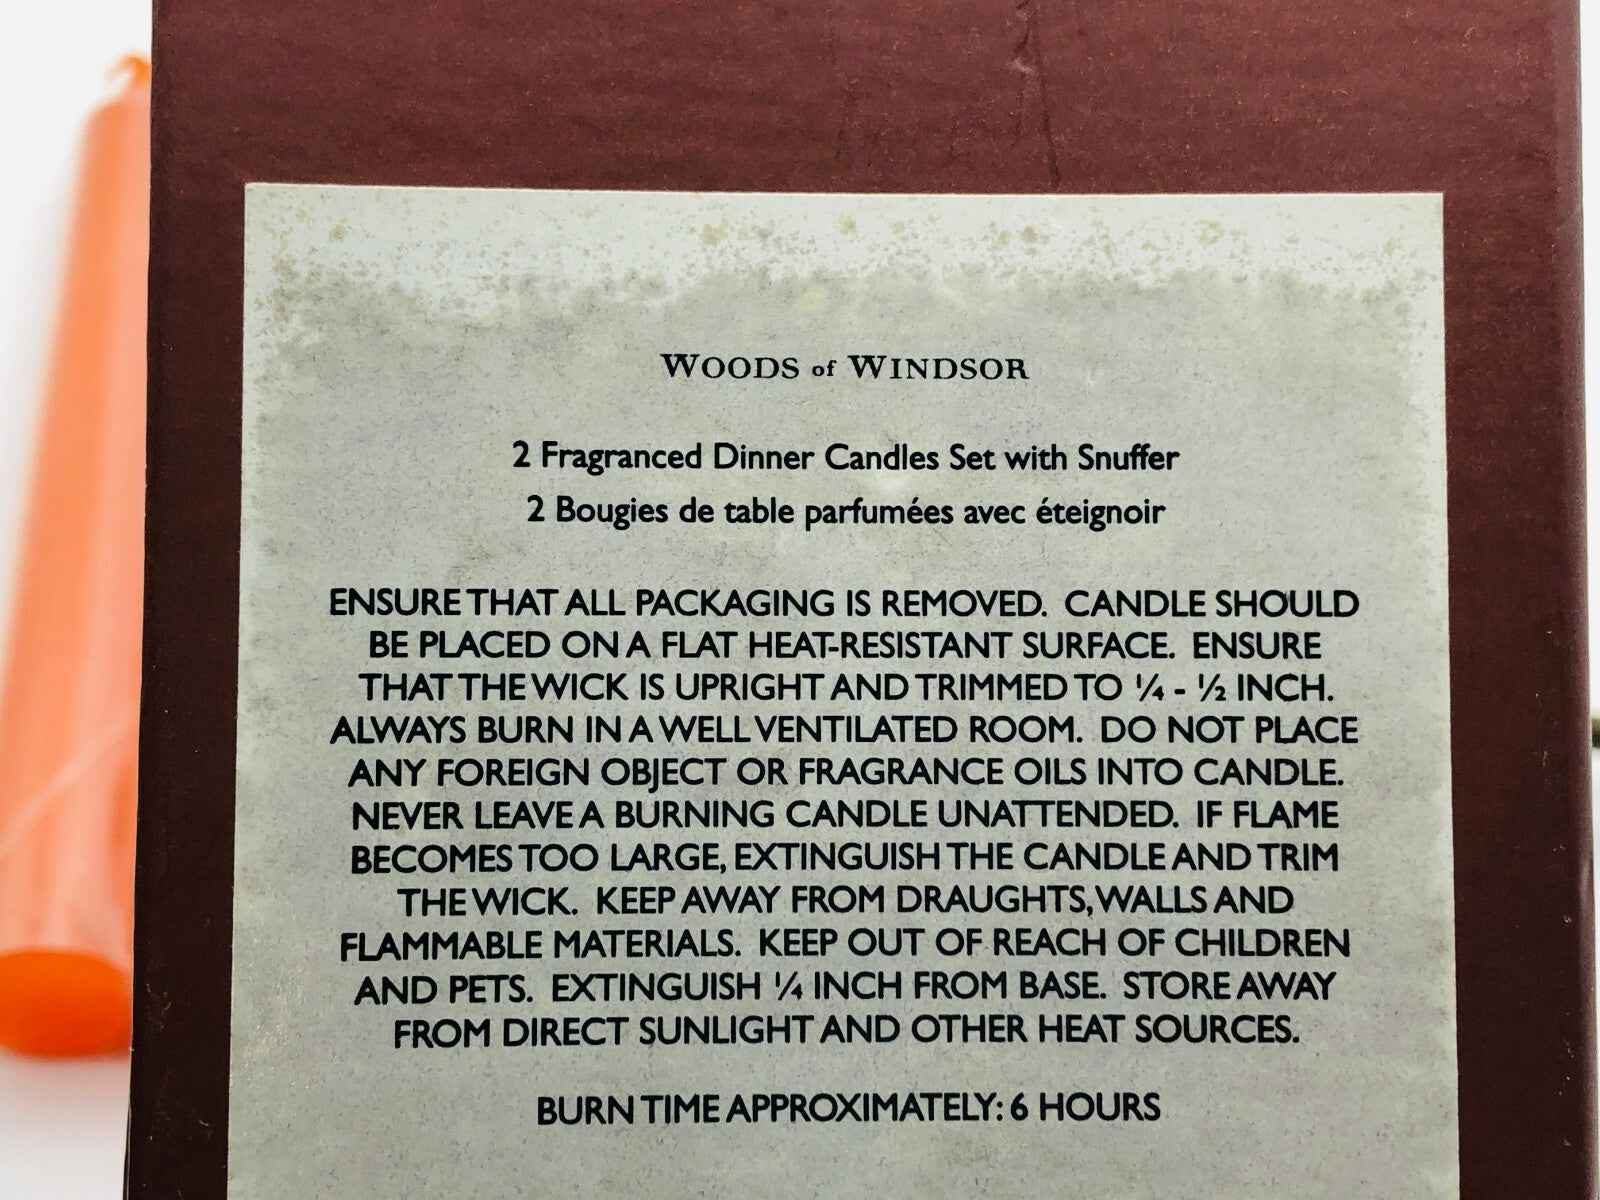 WOODS of WINDSOR
2 Fragranced Dinner Candles Set with Snuffer
2 Bougies de table parfumées avec éteignoir
ENSURE THAT ALL PACKAGING IS REMOVED. CANDLE SHOULD
BE PLACED ON A FLAT HEAT-RESISTANT SURFACE. ENSURE
THAT THE WICK IS UPRIGHT AND TRIMMED TO ¼ - ½ INCH.
ALWAYS BURN IN A WELL VENTILATED ROOM. DO NOT PLACE
ANY FOREIGN OBJECT OR FRAGRANCE OILS INTO CANDLE.
NEVER LEAVE A BURNING CANDLE UNATTENDED. IF FLAME
BECOMES TOO LARGE, EXTINGUISH THE CANDLE AND TRIM
THE WICK. KEEP AWAY FROM DRAUGHTS, WALLS AND
FLAMMABLE MATERIALS. KEEP OUT OF REACH OF CHILDREN
AND PETS. EXTINGUISH ¼ INCH FROM BASE. STORE AWAY
FROM DIRECT SUNLIGHT AND OTHER HEAT SOURCES.
BURN TIME APPROXIMATELY: 6 HOURS